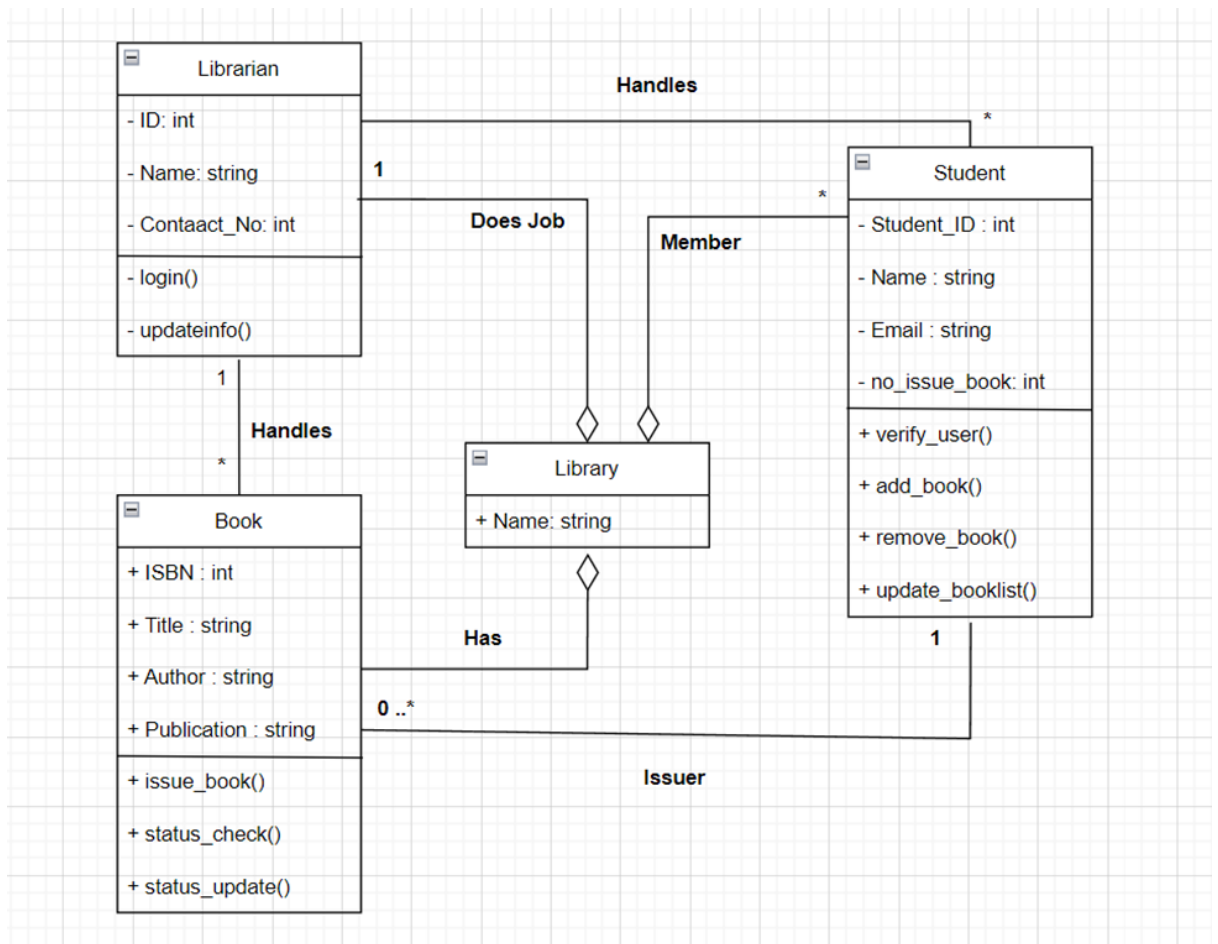 Librarian
- ID: int
- Name: string
- Contaact_No: int
- login()
- updateinfo()
Handles
*
1
Does Job
*
Member
Student
- Student_ID : int
- Name : string
- Email : string
- no_issue_book: int
+ verify_user()
+ add_book()
+ remove_book()
+ update_booklist()
1
Handles
*
Library
+ Name: string
Book
+ ISBN : int
+ Title : string
+ Author : string
+ Publication : string
+ issue_book()
+ status_check()
+ status_update()
Has
0 ..*
1
Issuer